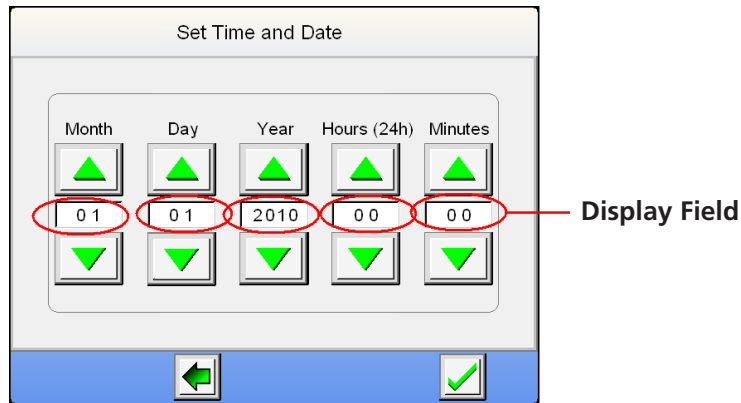 Set Time and Date
Month Day Year Hours (24h) Minutes
01 01 2010 00 00
Display Field